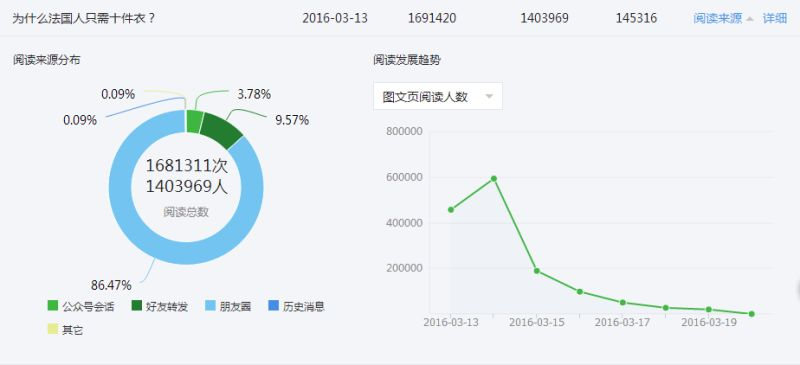 为什么法国人只需十件衣？ 2016-03-13 1691420 1403969 145316 阅读来源 详细
阅读来源分布
阅读发展趋势
图文页阅读人数
0.09%
3.78%
0.09%
9.57%
1681311次
1403969人
阅读总数
86.47%
公众号会话 好友转发 朋友圈 历史消息
其它
800000
600000
400000
200000
2016-03-13 2016-03-15 2016-03-17 2016-03-19